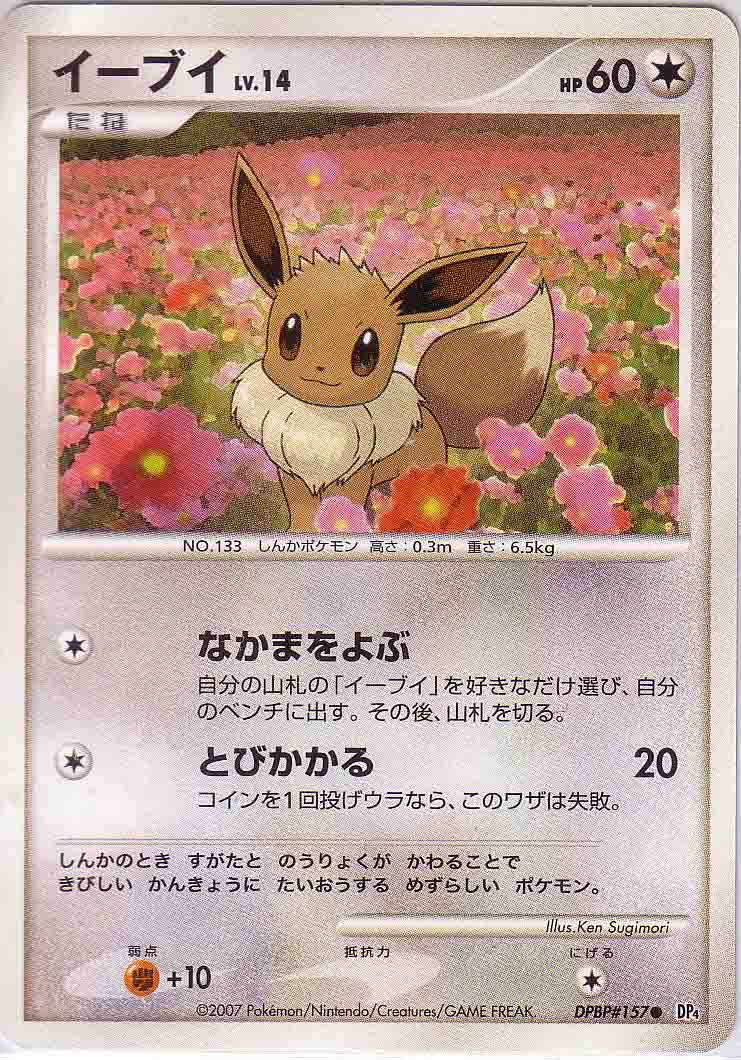 イーブイ LV.14 HP60
たね
NO.133 しんかポケモン 高さ:0.3m 重さ:6.5kg
なかまをよぶ
自分の山札の「イーブイ」を好きなだけ選び、自分
のベンチに出す。その後、山札を切る。
とびかかる 20
コインを1回投げウラなら、このワザは失敗。
しんかのとき すがたと のうりょくが かわることで
きびしい かんきょうに たいおうする めずらしい ポケモン。
Illus.Ken Sugimori
弱点 抵抗力 にげる
+10
©2007 Pokémon/Nintendo/Creatures/GAME FREAK. DPBP#157● DP4